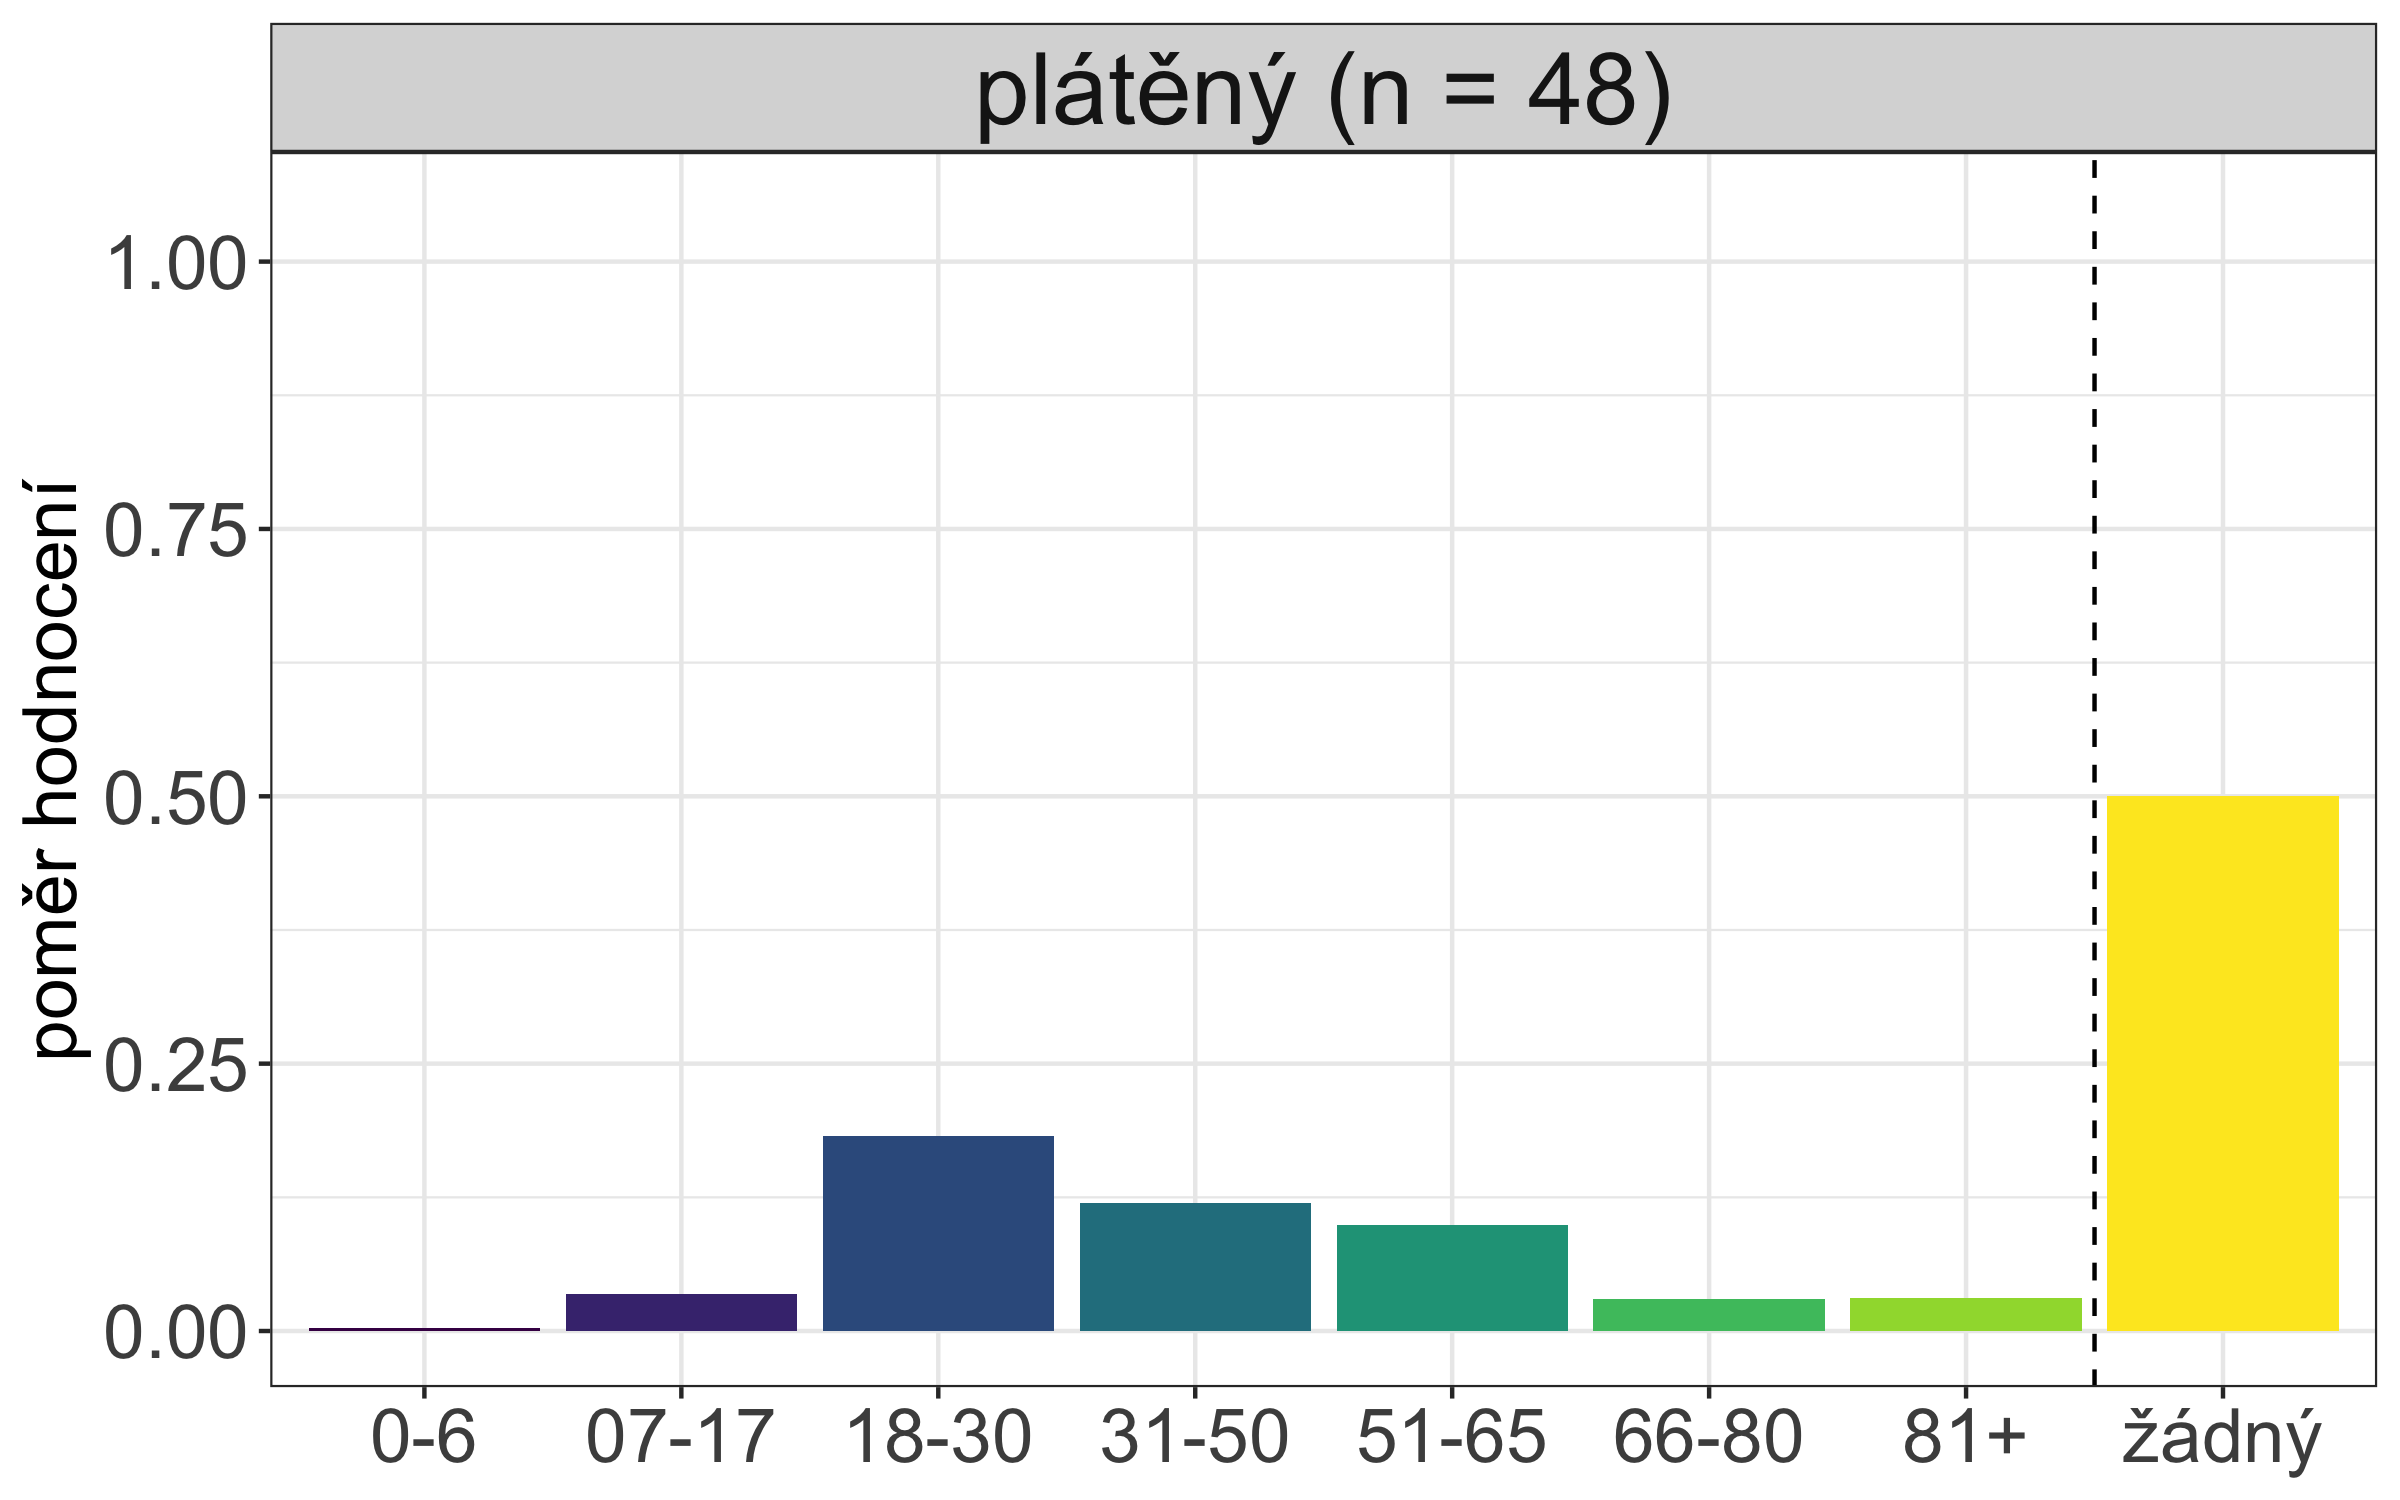 plátěný (n = 48)
poměr hodnocení
1.00
0.75
0.50
0.25
0.00
0-6 07-17 18-30 31-50 51-65 66-80 81+ žádný